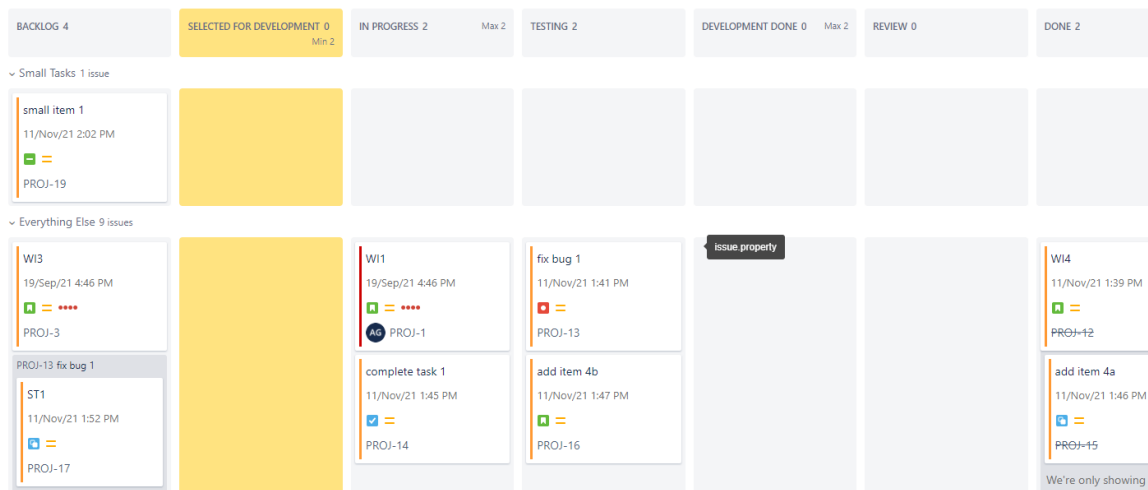 BACKLOG 4
SELECTED FOR DEVELOPMENT 0
Min 2
IN PROGRESS 2
Max 2
TESTING 2
DEVELOPMENT DONE 0
Max 2
REVIEW 0
DONE 2
Small Tasks 1 issue
small item 1
11/Nov/21 2:02 PM
PROJ-19
Everything Else 9 issues
WI3
19/Sep/21 4:46 PM
PROJ-3
PROJ-13 fix bug 1
ST1
11/Nov/21 1:52 PM
PROJ-17
WI1
19/Sep/21 4:46 PM
AG PROJ-1
complete task 1
11/Nov/21 1:45 PM
PROJ-14
fix bug 1
11/Nov/21 1:41 PM
PROJ-13
add item 4b
11/Nov/21 1:47 PM
PROJ-16
issue.property
WI4
11/Nov/21 1:39 PM
PROJ-12
add item 4a
11/Nov/21 1:46 PM
PROJ-15
We're only showing